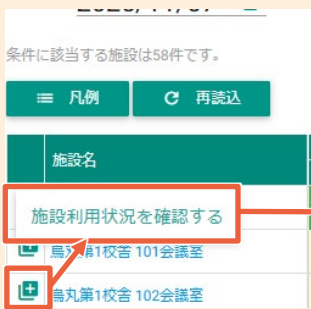 条件に該当する施設は58件です。
凡例 再読込
施設名
施設利用状況を確認する
烏丸第1校舎 101会議室
烏丸第1校舎 102会議室